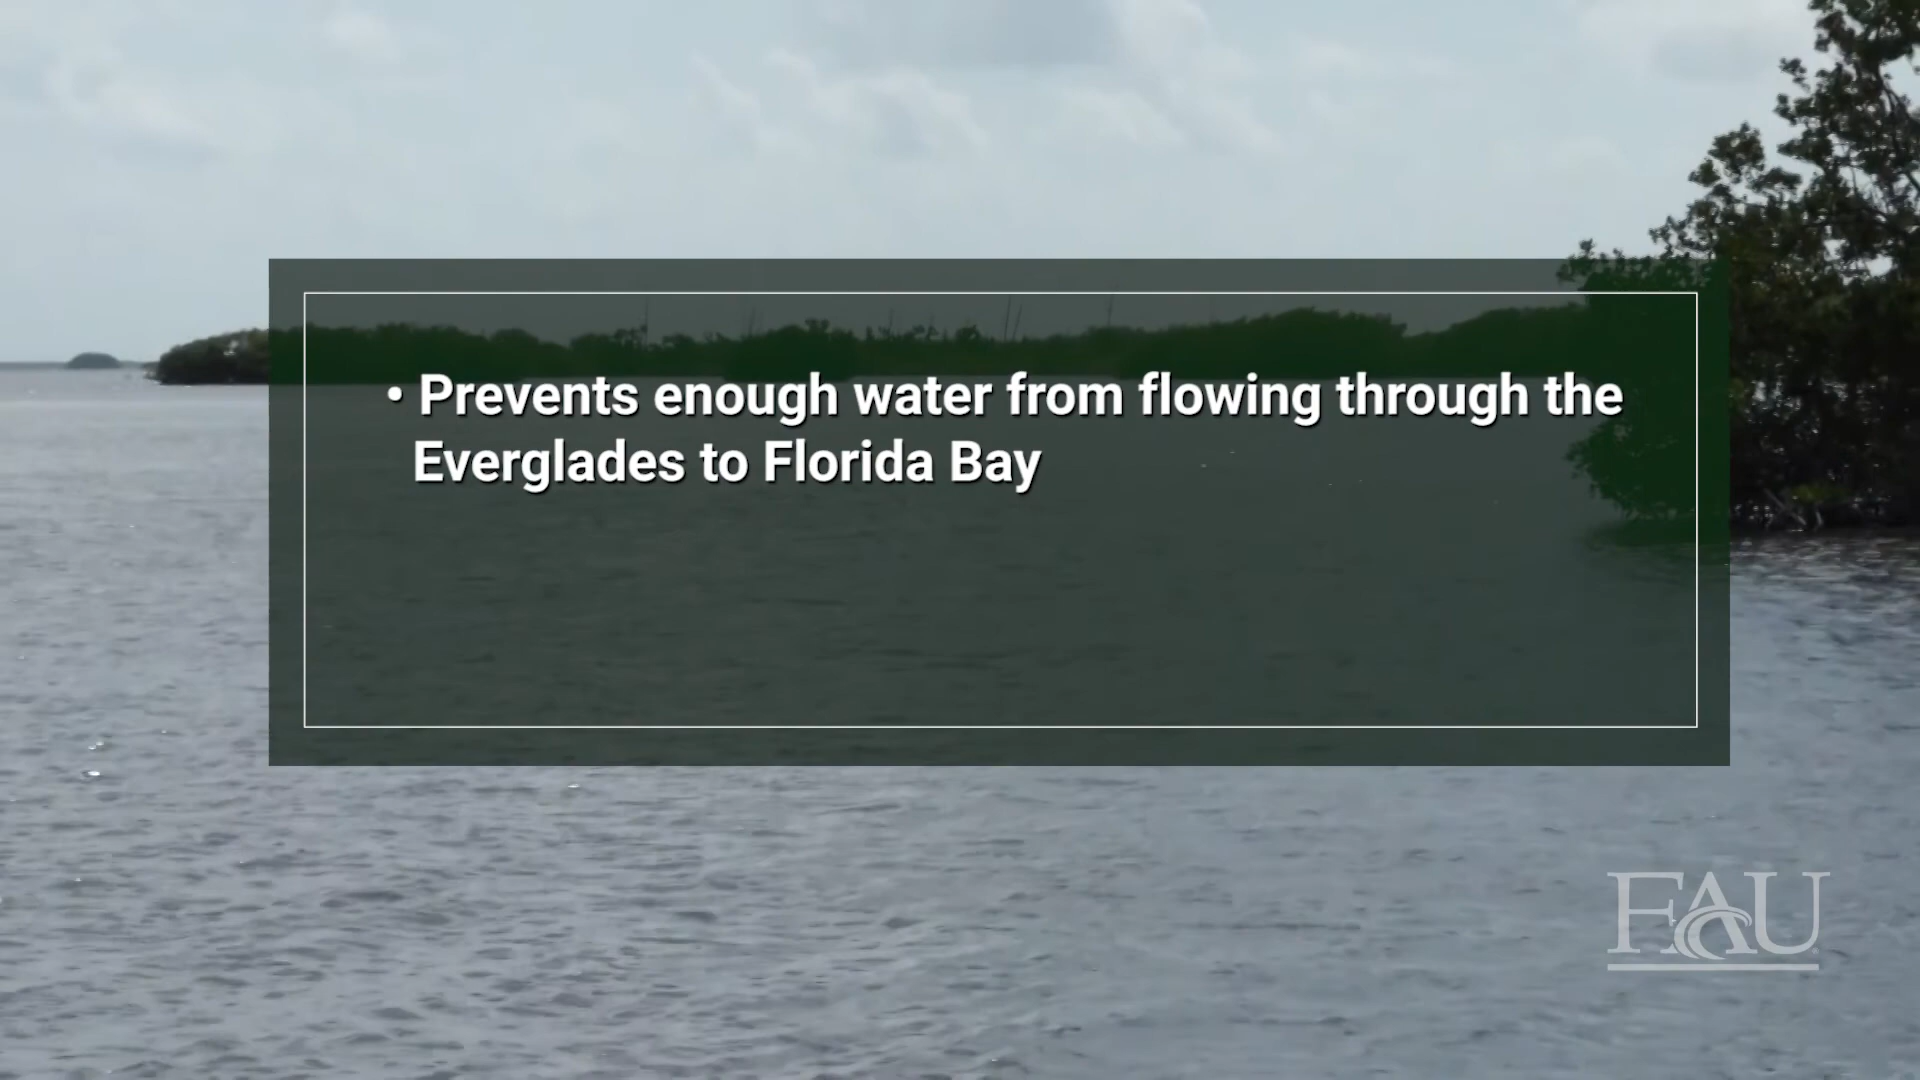 • Prevents enough water from flowing through the
Everglades to Florida Bay
FAU